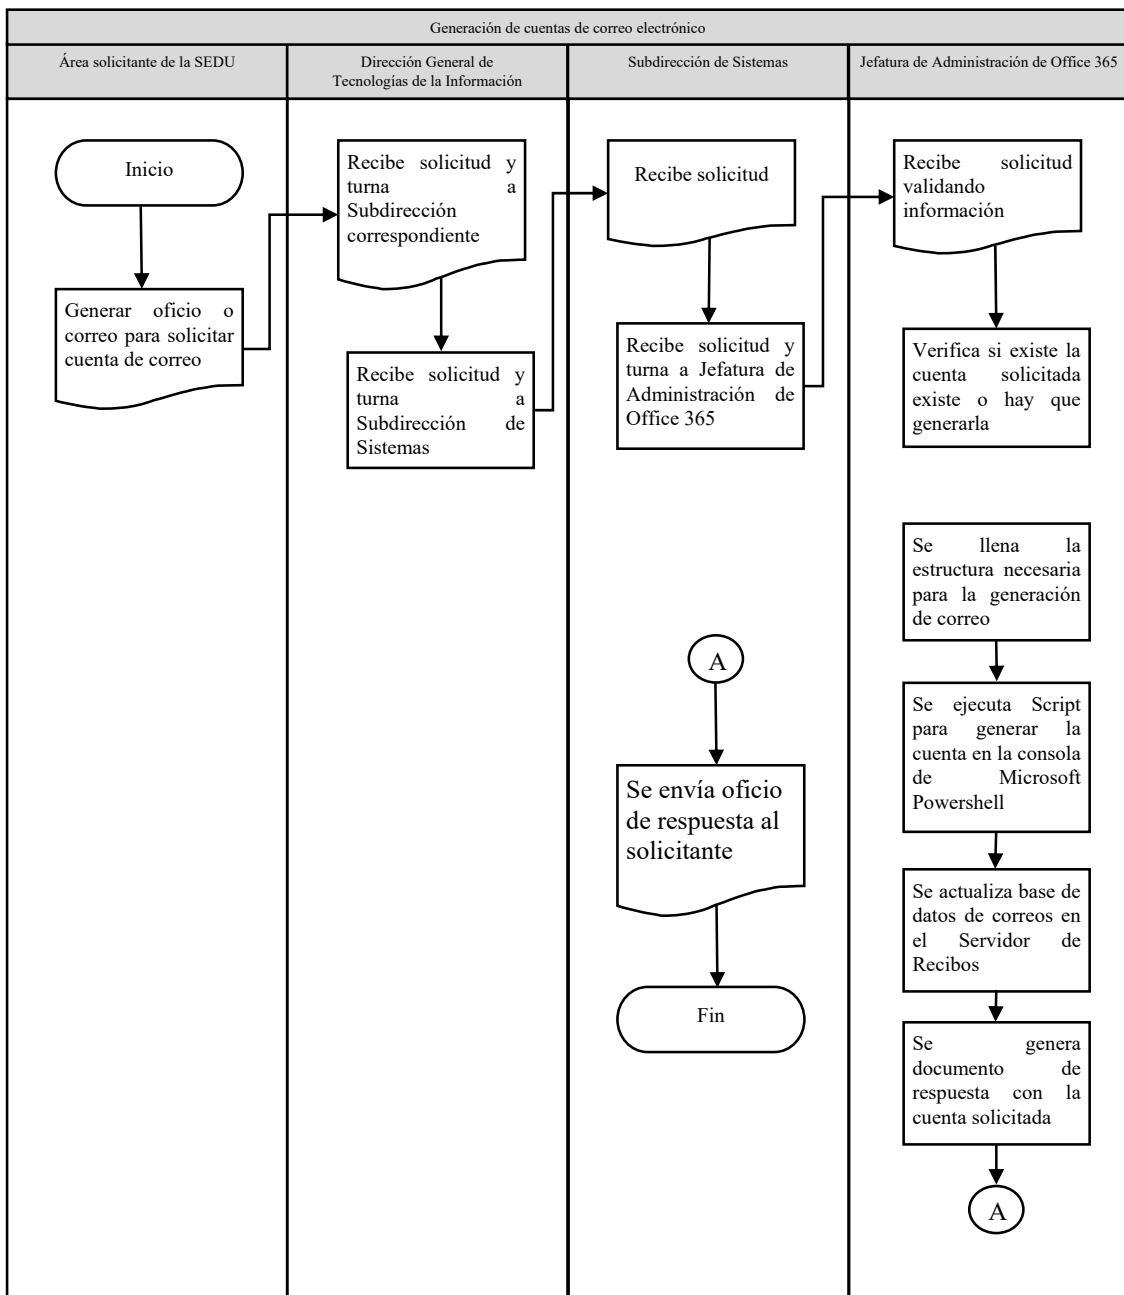 Generación de cuentas de correo electrónico
Área solicitante de la SEDU
Dirección General de
Tecnologías de la Información
Subdirección de Sistemas
Jefatura de Administración de Office 365
Inicio
Generar oficio o
correo para solicitar
cuenta de correo
Recibe solicitud y
turna a
Subdirección
correspondiente
Recibe solicitud y
turna a
Subdirección de
Sistemas
Recibe solicitud
Recibe solicitud y
turna a Jefatura de
Administración de
Office 365
Recibe solicitud
validando
información
Verifica si existe la
cuenta solicitada
existe o hay que
generarla
Se llena la
estructura necesaria
para la generación
de correo
Se ejecuta Script
para generar la
cuenta en la consola
de Microsoft
Powershell
Se actualiza base de
datos de correos en
el Servidor de
Recibos
Se genera
documento de
respuesta con la
cuenta solicitada
A
A
Se envía oficio
de respuesta al
solicitante
Fin